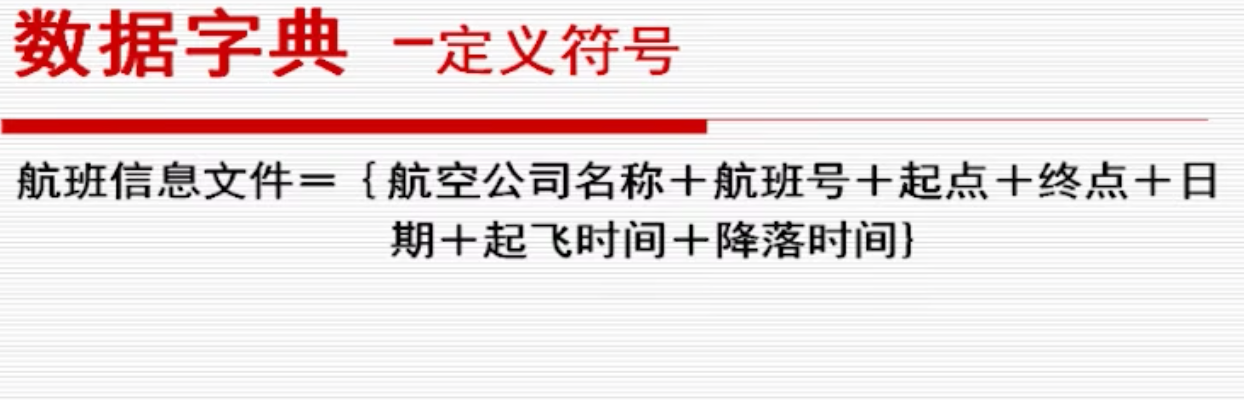 数据字典 －定义符号
航班信息文件＝｛航空公司名称＋航班号＋起点＋终点＋日
期＋起飞时间＋降落时间｝